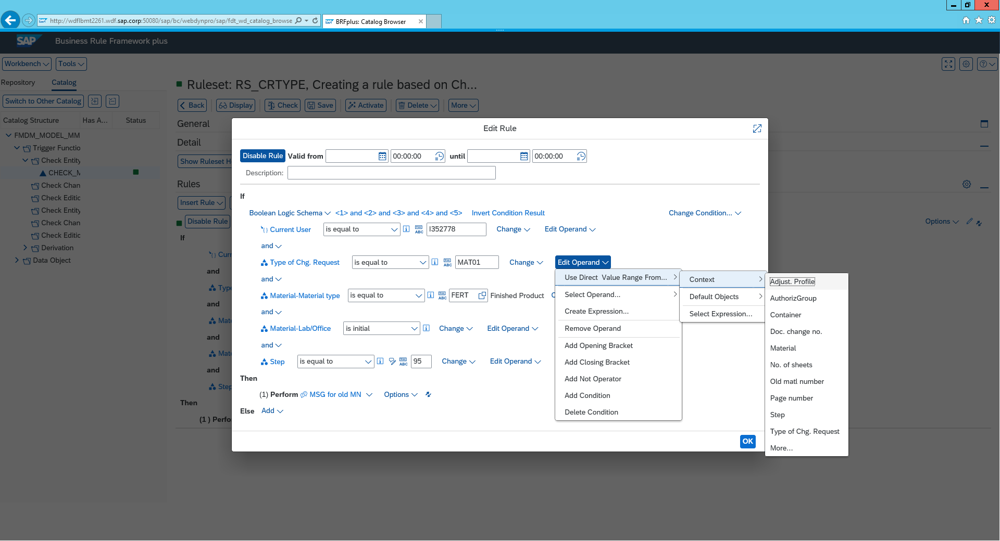 http://wdflbmt2261.wdf.sap.corp:50080/sap/bc/webdynpro/sap/fdt_wd_catalog_browse
BRFplus: Catalog Browser
SAP Business Rule Framework plus
Workbench Tools
Repository Catalog
Switch to Other Catalog
Catalog Structure Has A... Status
FMDM_MODEL_MM
Trigger Functio
Check Entity
CHECK_M
Check Chan
Check Editic
Check Entity
Check Chan
Check Editic
Derivation
Data Object
Ruleset: RS_CRTYPE, Creating a rule based on Ch...
Back Display Check Save Activate Delete More
General
Detail
Show Ruleset H
Rules
Insert Rule
Disable Rule
Options
If
Curr
and
Type
and
Mate
and
Mate
and
Step
Then
(1) Perfo
Edit Rule
Disable Rule Valid from 00:00:00 until 00:00:00
Description:
If
Boolean Logic Schema <1> and <2> and <3> and <4> and <5> Invert Condition Result Change Condition...
Current User is equal to I352778 Change Edit Operand
and
Type of Chg. Request is equal to MAT01 Change Edit Operand
and
Material-Material type is equal to FERT Finished Product C
and
Material-Lab/Office is initial Change Edit Operand
and
Step is equal to 95 Change Edit Operand
Then
(1) Perform MSG for old MN Options
Else Add
OK
Use Direct Value Range From...
Select Operand...
Create Expression...
Remove Operand
Add Opening Bracket
Add Closing Bracket
Add Not Operator
Add Condition
Delete Condition
Context
Default Objects
Select Expression...
Adjust. Profile
AuthorizGroup
Container
Doc. change no.
Material
No. of sheets
Old matl number
Page number
Step
Type of Chg. Request
More...